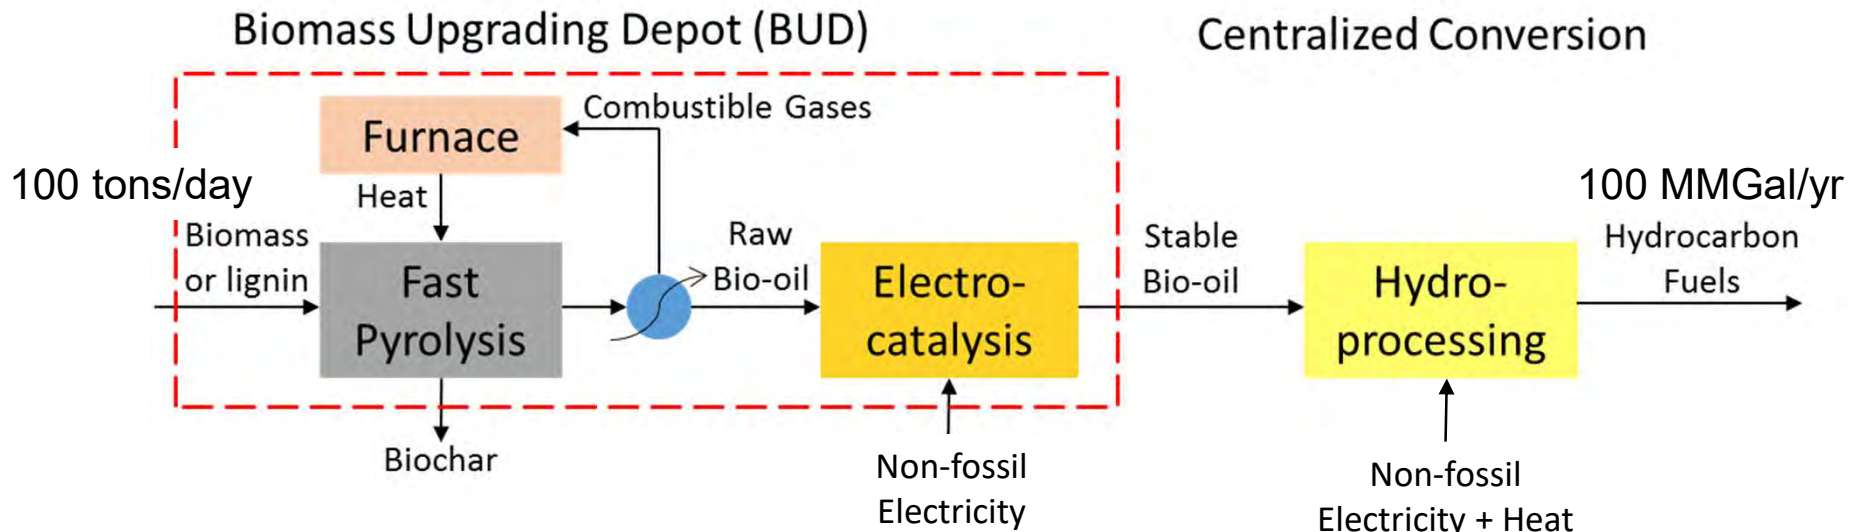 Biomass Upgrading Depot (BUD)
Centralized Conversion
Furnace
Combustible Gases
100 tons/day
Heat
100 MMGal/yr
Biomass
or lignin
Fast
Pyrolysis
Raw
Bio-oil
Electro-
catalysis
Stable
Bio-oil
Hydro-
processing
Hydrocarbon
Fuels
Biochar
Non-fossil
Electricity
Non-fossil
Electricity + Heat